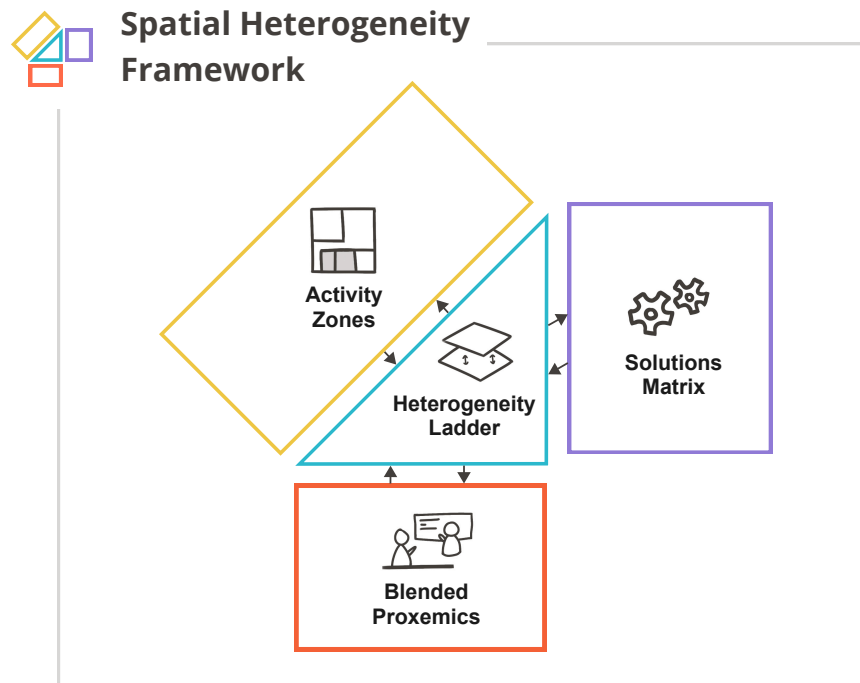 Spatial Heterogeneity
Framework
Activity
Zones
Heterogeneity
Ladder
Solutions
Matrix
Blended
Proxemics